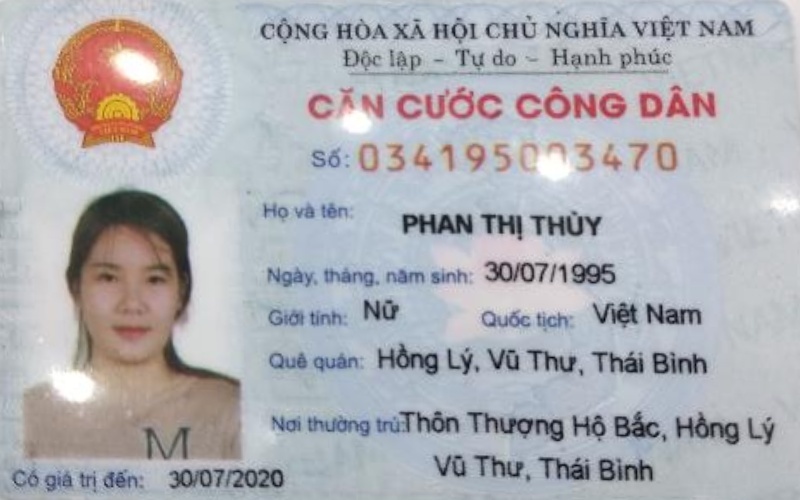 CỘNG HÒA XÃ HỘI CHỦ NGHĨA VIỆT NAM
Độc lập - Tự do - Hạnh phúc
CĂN CƯỚC CÔNG DÂN
Số: 034195003470
Họ và tên: PHAN THỊ THÙY
Ngày, tháng, năm sinh: 30/07/1995
Giới tính: Nữ Quốc tịch: Việt Nam
Quê quán: Hồng Lý, Vũ Thư, Thái Bình
Nơi thường trú: Thôn Thượng Hộ Bắc, Hồng Lý
Vũ Thư, Thái Bình
M
Có giá trị đến: 30/07/2020